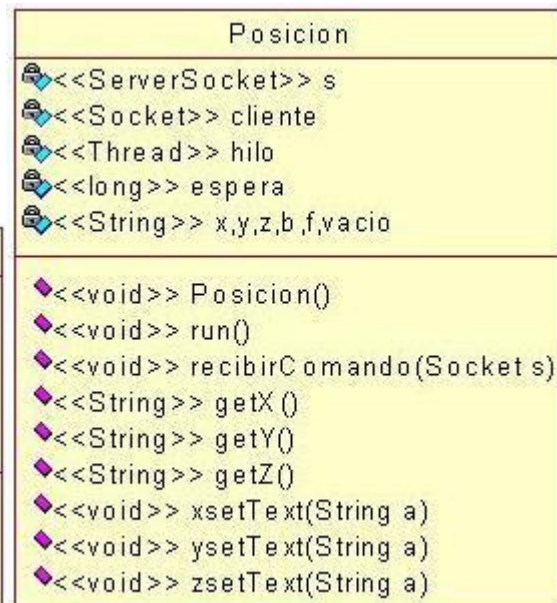 Posicion
<<ServerSocket>> s
<<Socket>> cliente
<<Thread>> hilo
<<long>> espera
<<String>> x,y,z,b,f,vacio
<<void>> Posicion()
<<void>> run()
<<void>> recibirComando(Socket s)
<<String>> getX()
<<String>> getY()
<<String>> getZ()
<<void>> xsetText(String a)
<<void>> ysetText(String a)
<<void>> zsetText(String a)